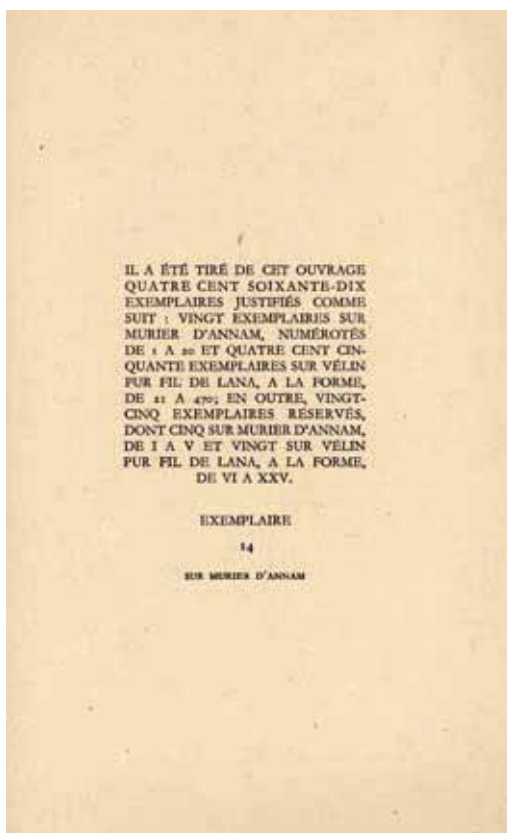 IL A ÉTÉ TIRÉ DE CET OUVRAGE
QUATRE CENT SOIXANTE-DIX
EXEMPLAIRES JUSTIFIÉS COMME
SUIT : VINGT EXEMPLAIRES SUR
MURIER D'ANNAM, NUMÉROTÉS
DE 1 A 20 ET QUATRE CENT CIN-
QUANTE EXEMPLAIRES SUR VÉLIN
PUR FIL DE LANA, A LA FORME,
DE 21 A 470; EN OUTRE, VINGT-
CINQ EXEMPLAIRES RÉSERVÉS,
DONT CINQ SUR MURIER D'ANNAM,
DE I A V ET VINGT SUR VÉLIN
PUR FIL DE LANA, A LA FORME,
DE VI A XXV.
EXEMPLAIRE
14
SUR MURIER D'ANNAM